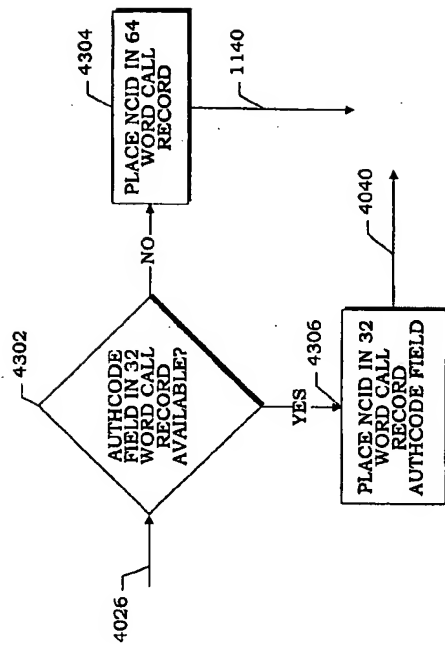 4026
4302
AUTHCODE
FIELD IN 32
WORD CALL
RECORD
AVAILABLE?
NO
4304
PLACE NCID IN 64
WORD CALL
RECORD
1140
YES
4306
PLACE NCID IN 32
WORD CALL
RECORD
AUTHCODE FIELD
4040